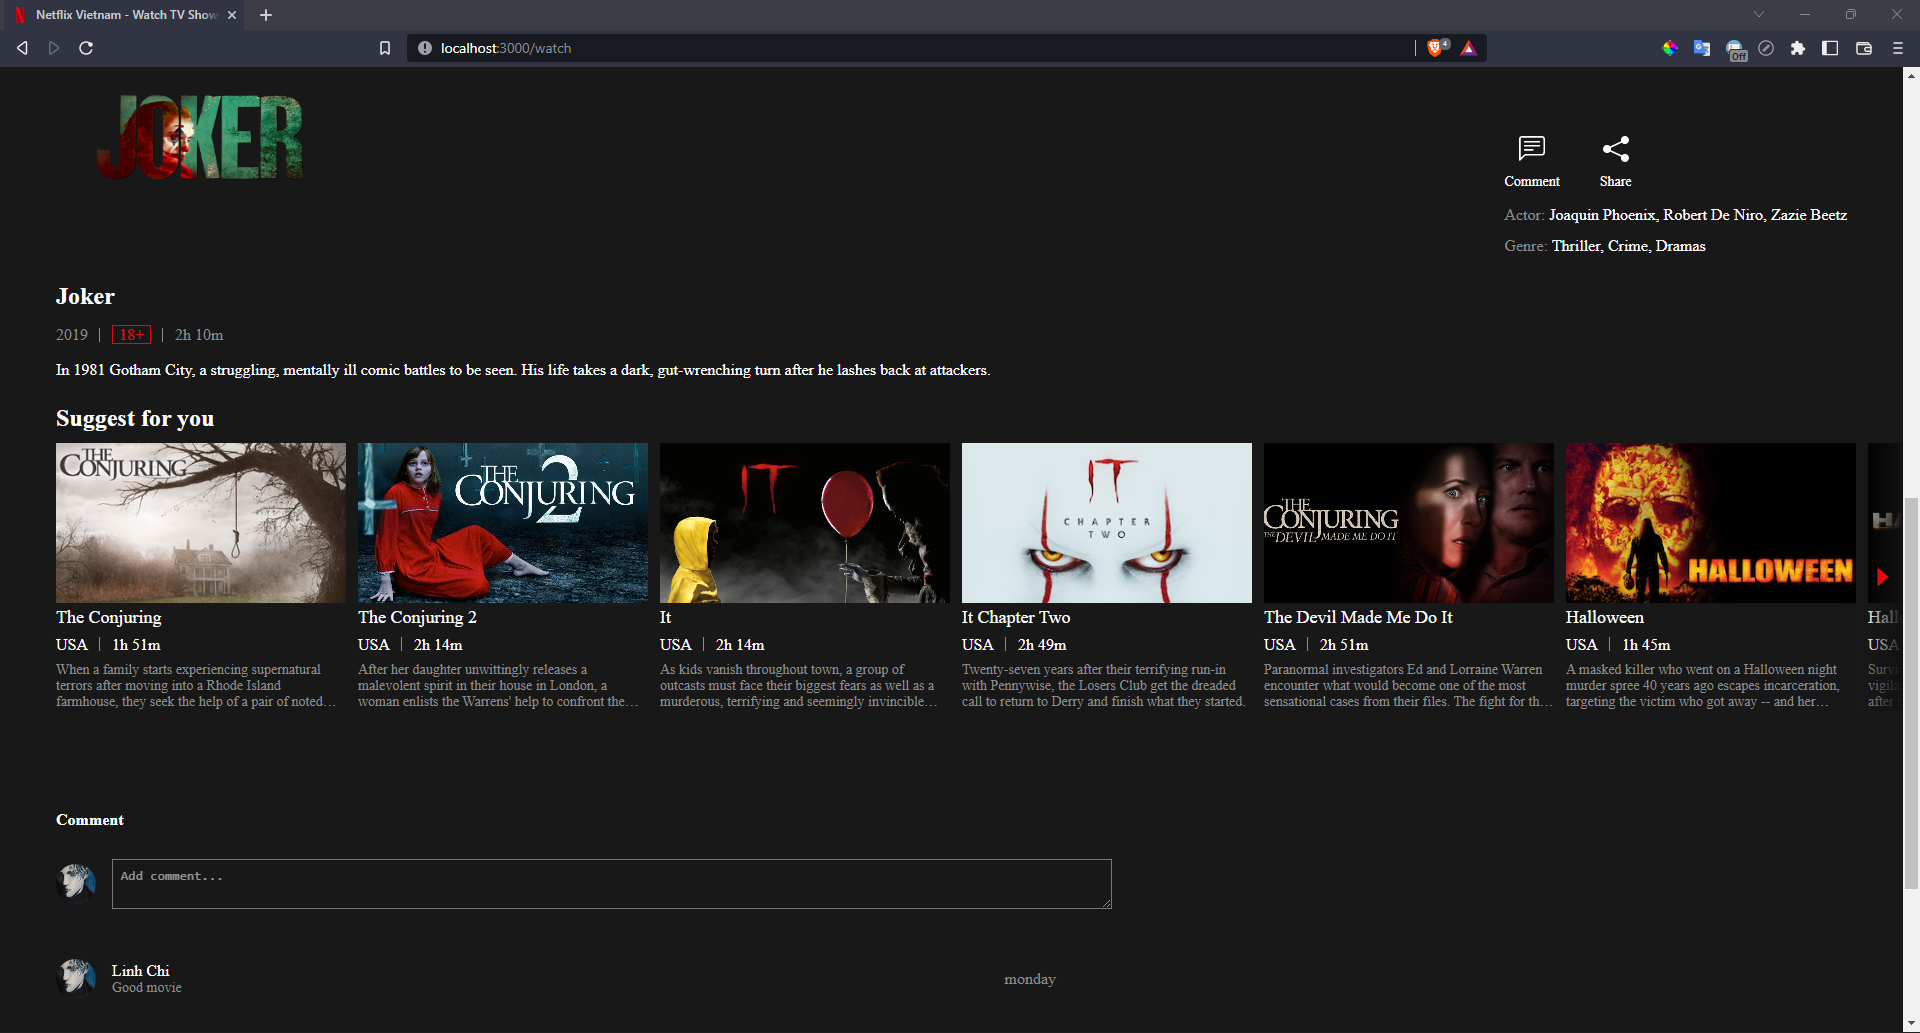 Netflix Vietnam - Watch TV Show
localhost:3000/watch
4
Off
JOKER
Comment
Share
Actor: Joaquin Phoenix, Robert De Niro, Zazie Beetz
Genre: Thriller, Crime, Dramas
Joker
2019 | 18+ | 2h 10m
In 1981 Gotham City, a struggling, mentally ill comic battles to be seen. His life takes a dark, gut-wrenching turn after he lashes back at attackers.
Suggest for you
THE
CONJURING
The Conjuring
USA | 1h 51m
When a family starts experiencing supernatural
terrors after moving into a Rhode Island
farmhouse, they seek the help of a pair of noted...
THE
CONJURING
2
The Conjuring 2
USA | 2h 14m
After her daughter unwittingly releases a
malevolent spirit in their house in London, a
woman enlists the Warrens' help to confront the...
IT
It
USA | 2h 14m
As kids vanish throughout town, a group of
outcasts must face their biggest fears as well as a
murderous, terrifying and seemingly invincible...
IT
CHAPTER
TWO
It Chapter Two
USA | 2h 49m
Twenty-seven years after their terrifying run-in
with Pennywise, the Losers Club get the dreaded
call to return to Derry and finish what they started.
THE
CONJURING
THE DEVIL MADE ME DO IT
The Devil Made Me Do It
USA | 2h 51m
Paranormal investigators Ed and Lorraine Warren
encounter what would become one of the most
sensational cases from their files. The fight for th...
HALLOWEEN
Halloween
USA | 1h 45m
A masked killer who went on a Halloween night
murder spree 40 years ago escapes incarceration,
targeting the victim who got away -- and her...
Hall
USA
after
Comment
Add comment...
Linh Chi
Good movie
monday